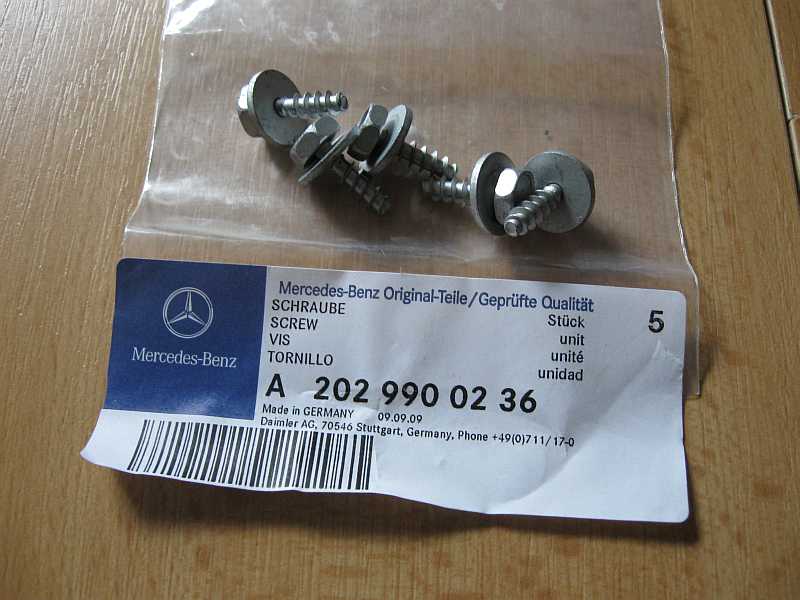 Mercedes-Benz
Mercedes-Benz Original-Teile/Geprüfte Qualität
SCHRAUBE Stück 5
SCREW unit
VIS unité
TORNILLO unidad
A 202 990 02 36
Made in GERMANY 09.09.09
Daimler AG, 70546 Stuttgart, Germany, Phone +49(0)711/17-0